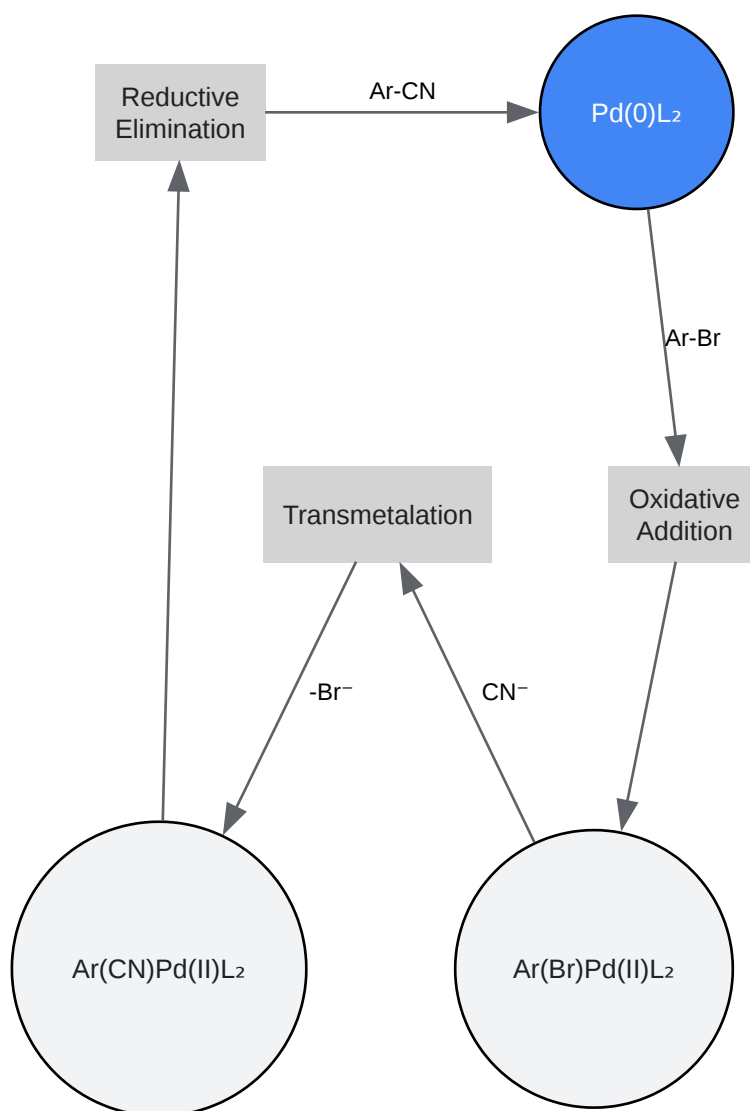 Reductive
Elimination
Ar-CN
Pd(0)L₂
Ar-Br
Transmetalation
Oxidative
Addition
-Br⁻
CN⁻
Ar(CN)Pd(II)L₂
Ar(Br)Pd(II)L₂